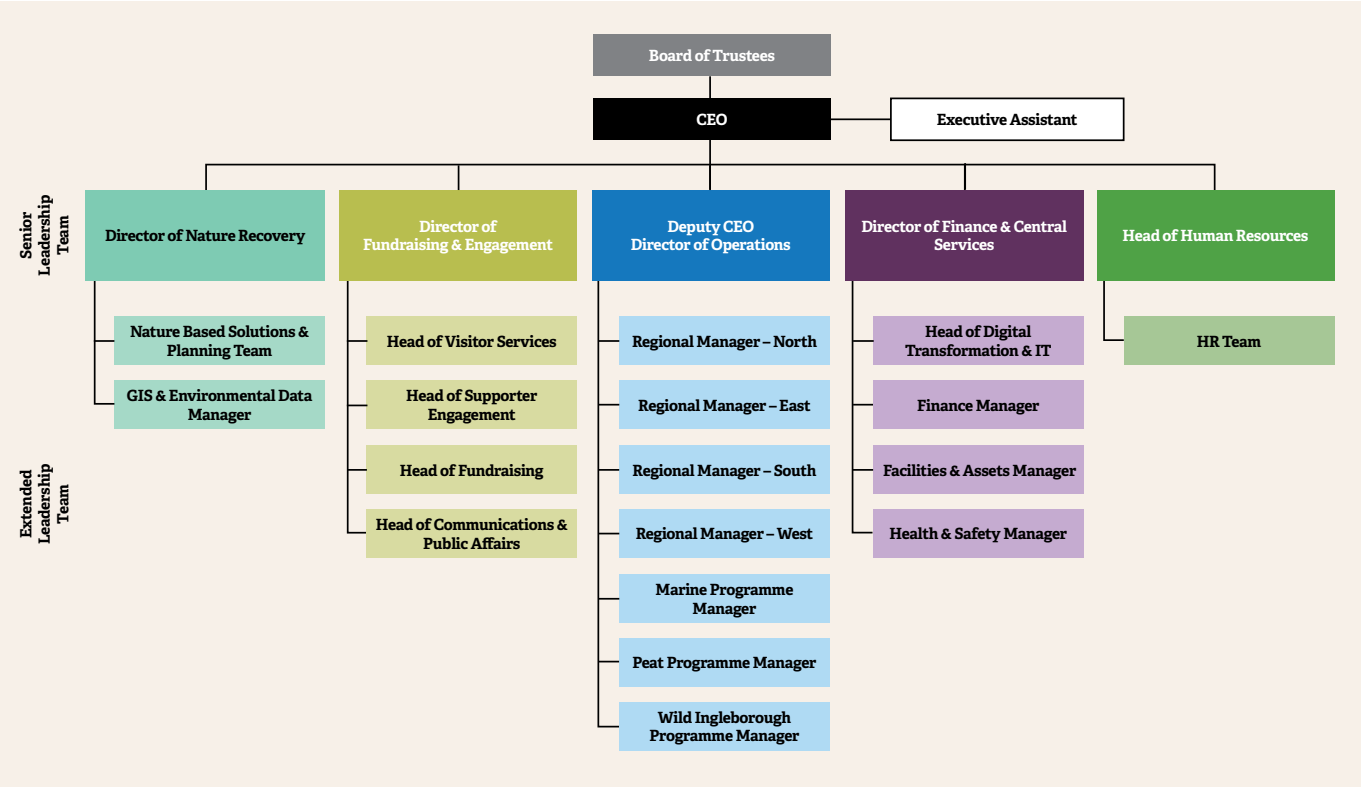 Board of Trustees
CEO
Executive Assistant
Senior
Leadership
Team
Director of Nature Recovery
Director of
Fundraising & Engagement
Deputy CEO
Director of Operations
Director of Finance & Central
Services
Head of Human Resources
Extended
Leadership
Team
Nature Based Solutions &
Planning Team
GIS & Environmental Data
Manager
Head of Visitor Services
Head of Supporter
Engagement
Head of Fundraising
Head of Communications &
Public Affairs
Regional Manager – North
Regional Manager – East
Regional Manager – South
Regional Manager – West
Marine Programme
Manager
Peat Programme Manager
Wild Ingleborough
Programme Manager
Head of Digital
Transformation & IT
Finance Manager
Facilities & Assets Manager
Health & Safety Manager
HR Team